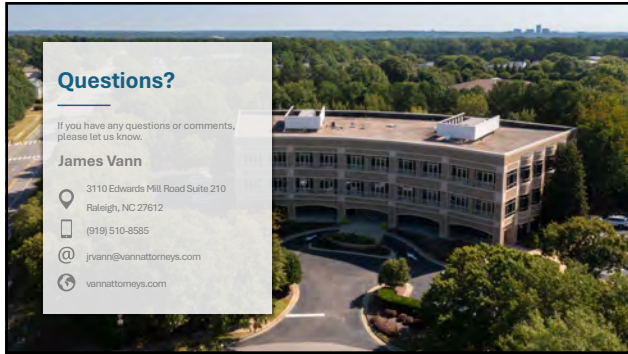 Questions?
If you have any questions or comments,
please let us know.
James Vann
3110 Edwards Mill Road Suite 210
Raleigh, NC 27612
(919) 510-8585
@ jrvann@vannattorneys.com
vannattorneys.com